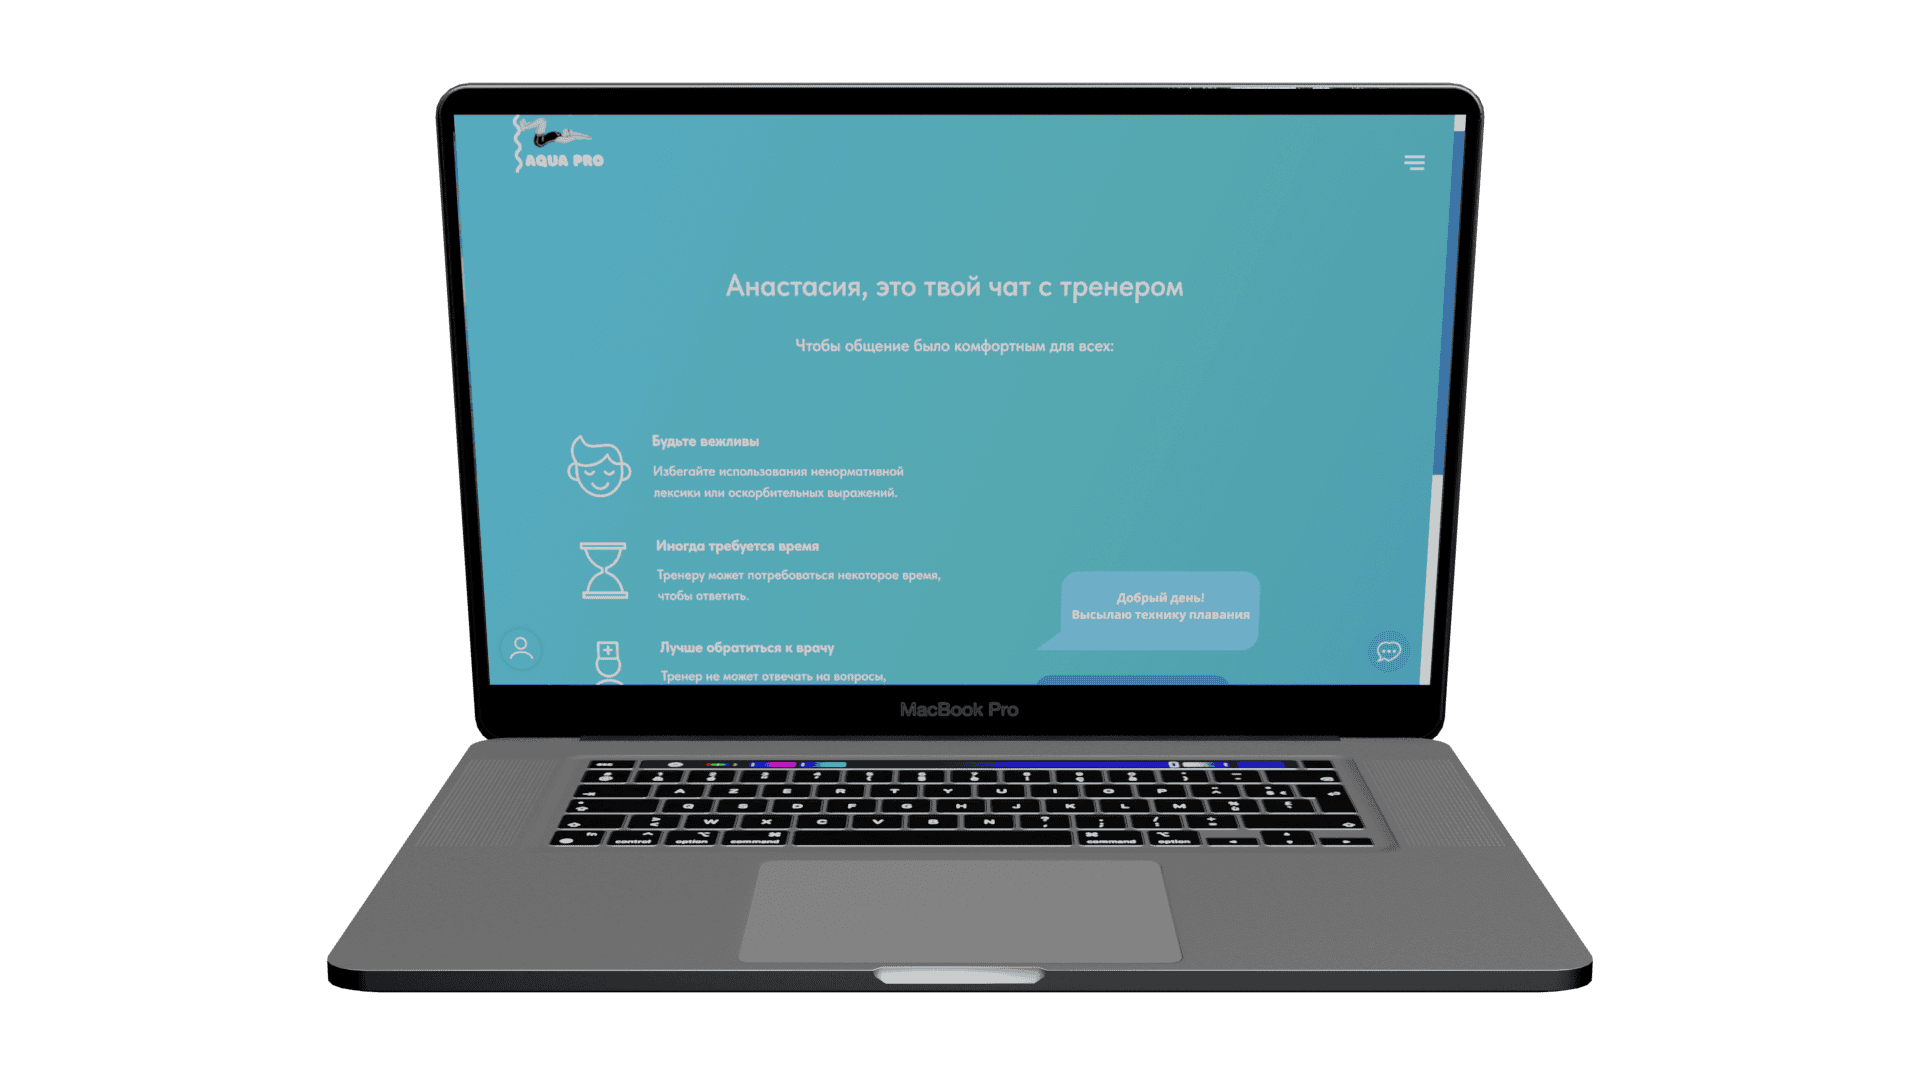 AQUA PRO
Анастасия, это твой чат с тренером
Чтобы общение было комфортным для всех:
Будьте вежливы
Избегайте использования ненормативной
лексики или оскорбительных выражений.
Иногда требуется время
Тренеру может потребоваться некоторое время,
чтобы ответить.
Добрый день!
Высылаю технику плавания
Лучше обратиться к врачу
Тренер не может отвечать на вопросы,
MacBook Pro
A Z E R T Y U I O P
Q S D F G H J K L M
W X C V B N
fn control option command command option